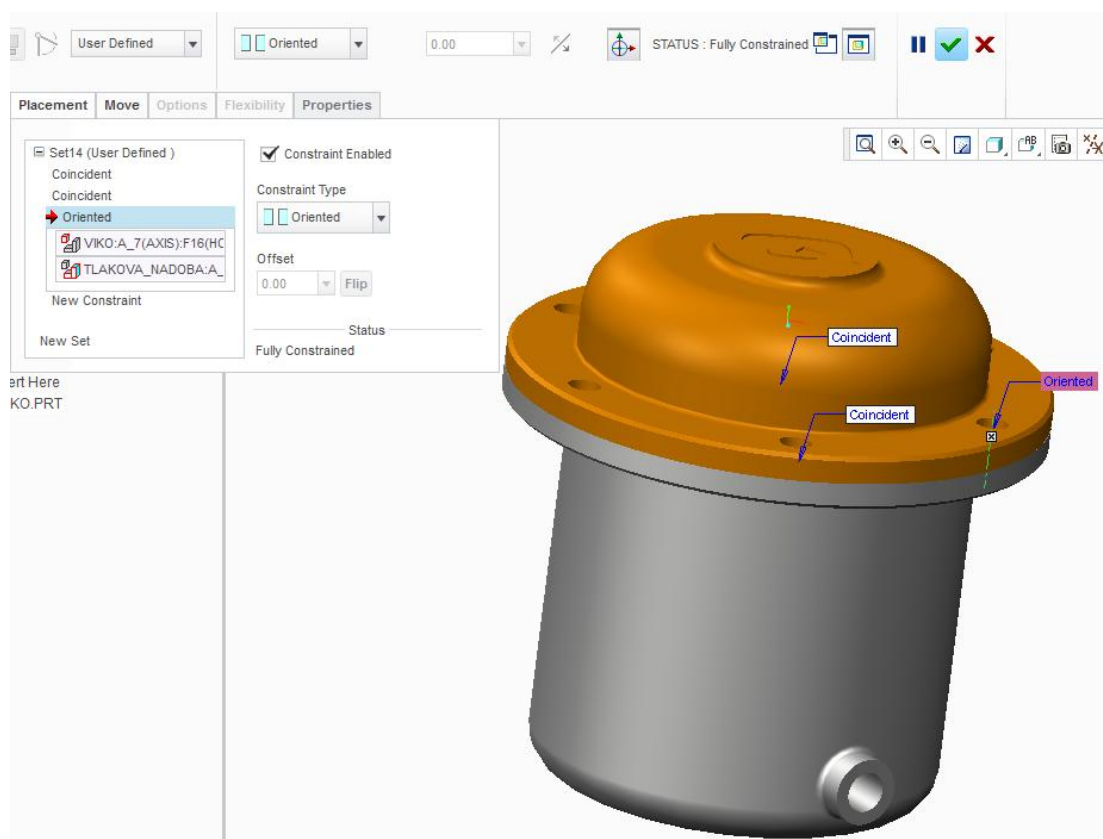 User Defined
Oriented
0.00
STATUS : Fully Constrained
Placement
Move
Options
Flexibility
Properties
Set14 (User Defined )
Coincident
Coincident
Oriented
VIKO:A_7(AXIS):F16(HO
TLAKOVA_NADOBA:A_
New Constraint
New Set
Constraint Enabled
Constraint Type
Oriented
Offset
0.00
Flip
Status
Fully Constrained
ert Here
KO.PRT
AB
Coincident
Oriented
Coincident